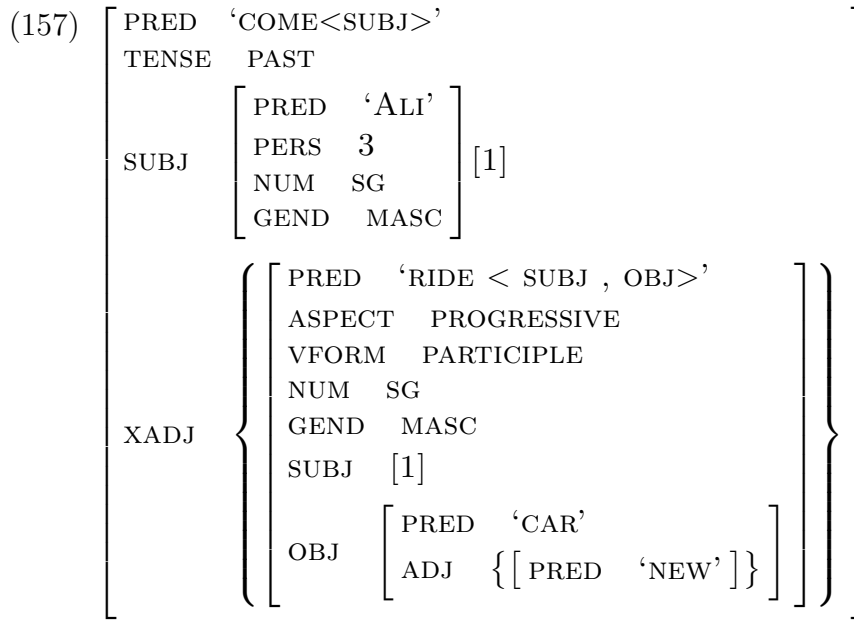 (157) PRED ‘COME<SUBJ>’
TENSE PAST
SUBJ [ PRED ‘ALI’
PERS 3
NUM SG
GEND MASC ] [1]
XADJ { [ PRED ‘RIDE < SUBJ , OBJ>’
ASPECT PROGRESSIVE
VFORM PARTICIPLE
NUM SG
GEND MASC
SUBJ [1]
OBJ [ PRED ‘CAR’
ADJ {[ PRED ‘NEW’ ]} ] ] }